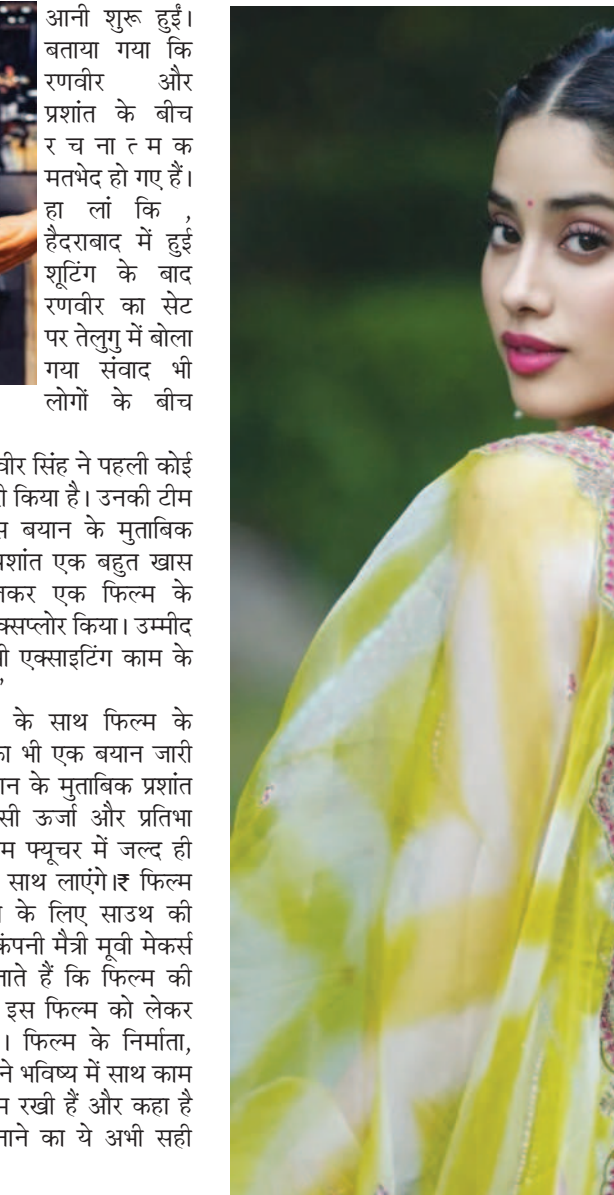 आनी शुरू हुईं।
बताया गया कि
रणवीर और
प्रशांत के बीच
र च ना त्म क
मतभेद हो गए हैं।
हा लां कि ,
हैदराबाद में हुई
शूटिंग के बाद
रणवीर का सेट
पर तेलुगु में बोला
गया संवाद भी
लोगों के बीच
सिंह ने पहली कोई
किया है। उनकी टीम
बयान के मुताबिक
एक बहुत खास
एक फिल्म के
किया। उम्मीद
एक्साइटिंग काम के
”
के साथ फिल्म के
भी एक बयान जारी
के मुताबिक प्रशांत
ऊर्जा और प्रतिभा
फ्यूचर में जल्द ही
साथ लाएंगे।₹ फिल्म
के लिए साउथ की
कंपनी मैत्री मूवी मेकर्स
हैं कि फिल्म की
इस फिल्म को लेकर
। फिल्म के निर्माता,
ने भविष्य में साथ काम
रखी हैं और कहा है
का ये अभी सही